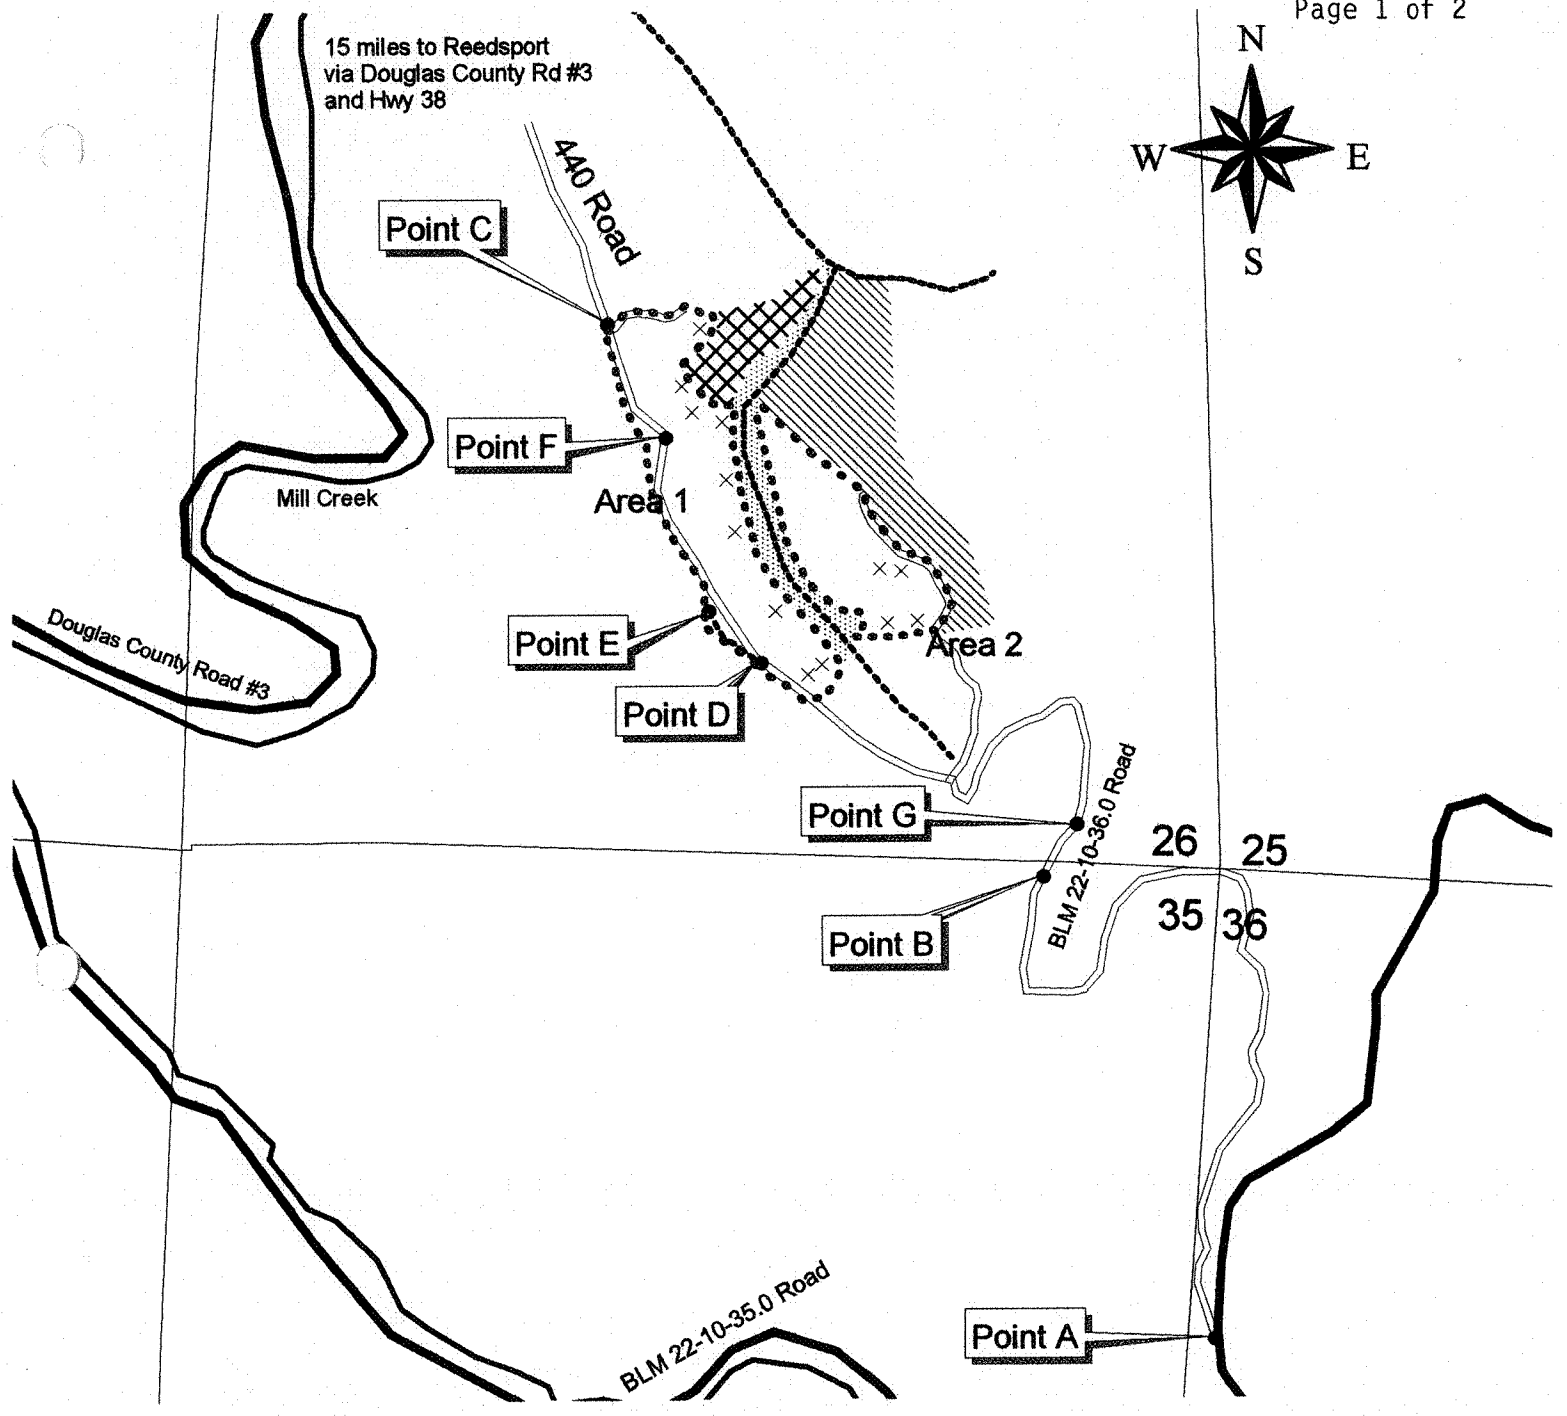 Page 1 of 2
N
W
E
S
15 miles to Reedsport
via Douglas County Rd #3
and Hwy 38
440 Road
Point C
Point F
Mill Creek
Area 1
Douglas County Road #3
Point E
Area 2
Point D
Point G
BLM 22-10-36.0 Road
26
25
35
36
Point B
BLM 22-10-35.0 Road
Point A